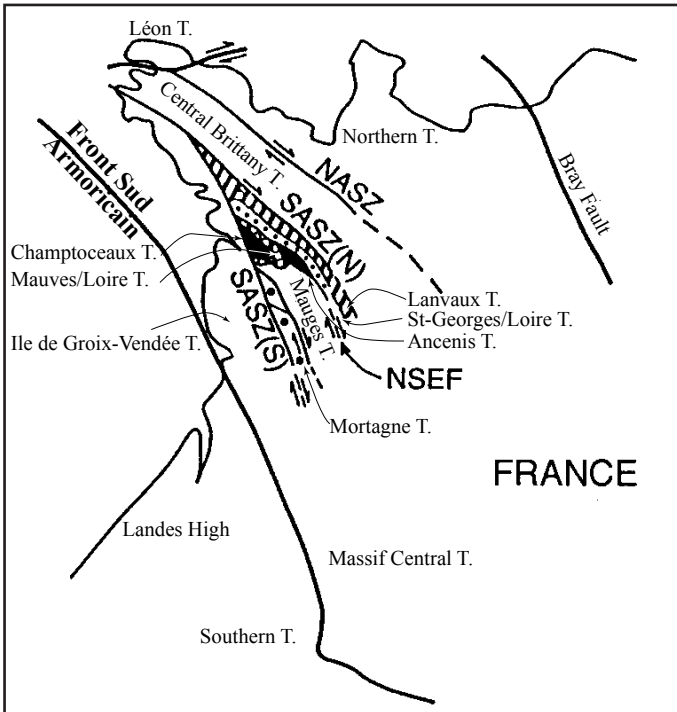 Léon T.
Central Brittany T.
Northern T.
NASZ
Bray Fault
Front Sud
Armoricain
SASZ(N)
Champtoceaux T.
Mauves/Loire T.
Lanvaux T.
St-Georges/Loire T.
Ancenis T.
Mauges T.
SASZ(S)
Ile de Groix-Vendée T.
NSEF
Mortagne T.
FRANCE
Landes High
Massif Central T.
Southern T.